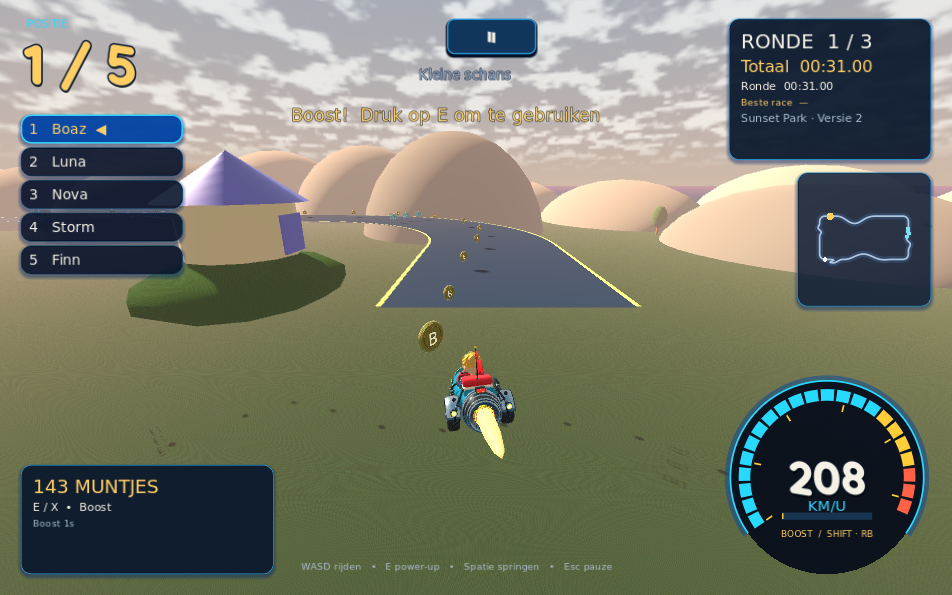 POSITIE
1/5
1 Boaz ◀
2 Luna
3 Nova
4 Storm
5 Finn
Kleine schans
Boost! Druk op E om te gebruiken
RONDE 1 / 3
Totaal 00:31.00
Ronde 00:31.00
Beste race —
Sunset Park · Versie 2
B
B
143 MUNTJES
E / X • Boost
Boost 1s
208
KM/U
BOOST / SHIFT · RB
WASD rijden • E power-up • Spatie springen • Esc pauze